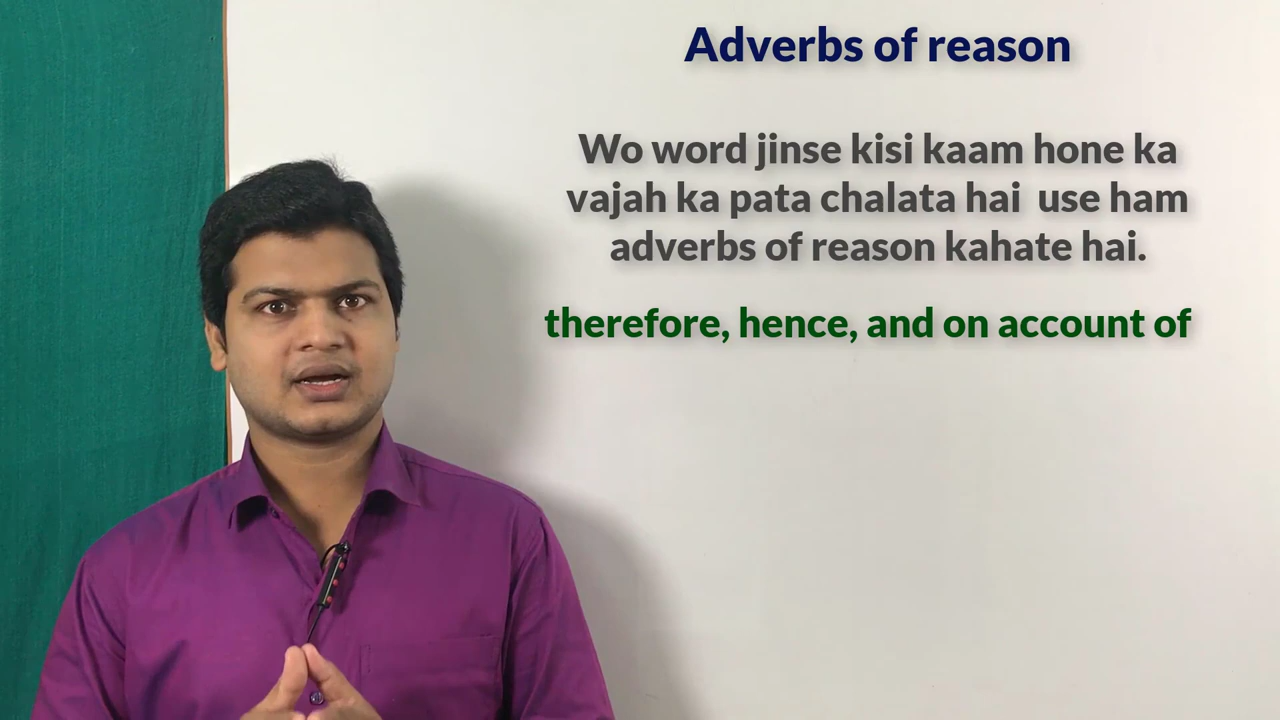 Adverbs of reason
Wo word jinse kisi kaam hone ka
vajah ka pata chalata hai use ham
adverbs of reason kahate hai.
therefore, hence, and on account of